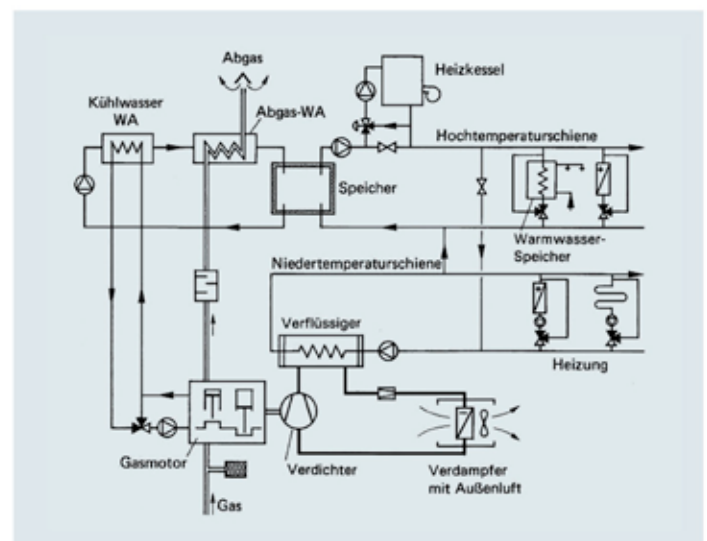 Abgas
Heizkessel
Kühlwasser
WA
Abgas-WA
Hochtemperaturschiene
Speicher
Warmwasser-
Speicher
Niedertemperaturschiene
Verflüssiger
Heizung
Gasmotor
Verdichter
Verdampfer
mit Außenluft
Gas